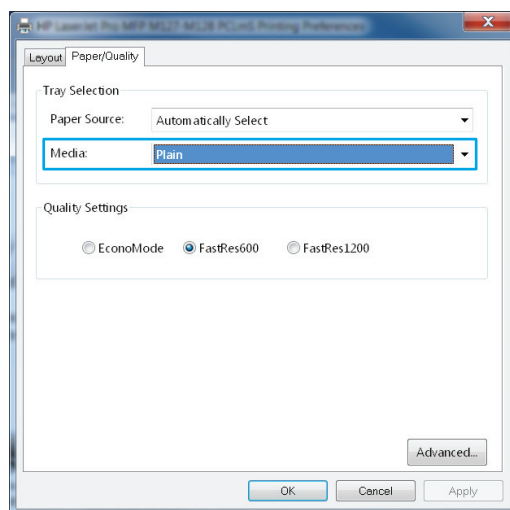 HP LaserJet Pro MFP M127-M128 PCLmS Printing Preferences
X
Layout Paper/Quality
Tray Selection
Paper Source: Automatically Select
Media: Plain
Quality Settings
EconoMode FastRes600 FastRes1200
Advanced...
OK Cancel Apply